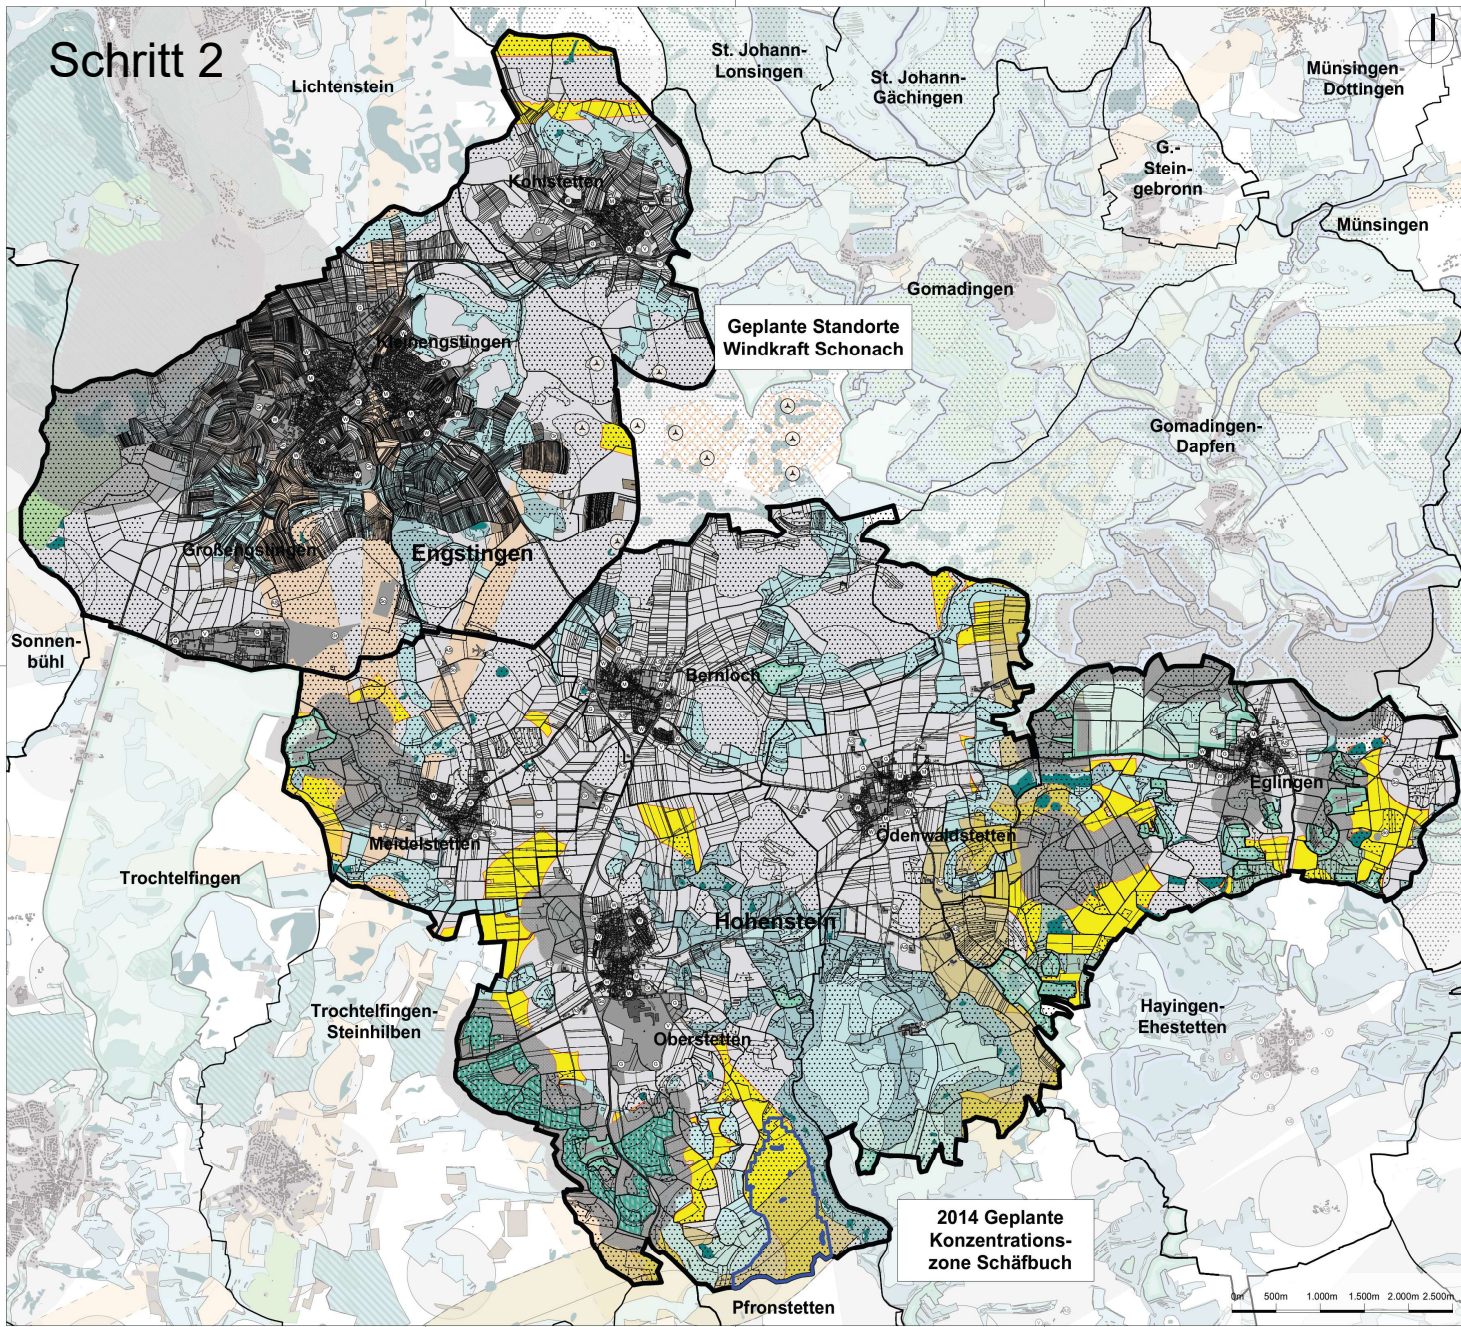 Schritt 2
Lichtenstein
St. Johann-
Lonsingen
St. Johann-
Gächingen
Münsingen-
Dottingen
G.-
Stein-
gebronn
Münsingen
Kohlstetten
Gomadingen
Geplante Standorte
Windkraft Schonach
Kleinengstingen
Gomadingen-
Dapfen
Großengstingen
Engstingen
Sonnen-
bühl
Bernloch
Eglingen
Ödenwaldstetten
Meidelstetten
Trochtelfingen
Hohenstein
Trochtelfingen-
Steinhilben
Oberstetten
Hayingen-
Ehestetten
2014 Geplante
Konzentrations-
zone Schäfbuch
Pfronstetten
0m 500m 1.000m 1.500m 2.000m 2.500m